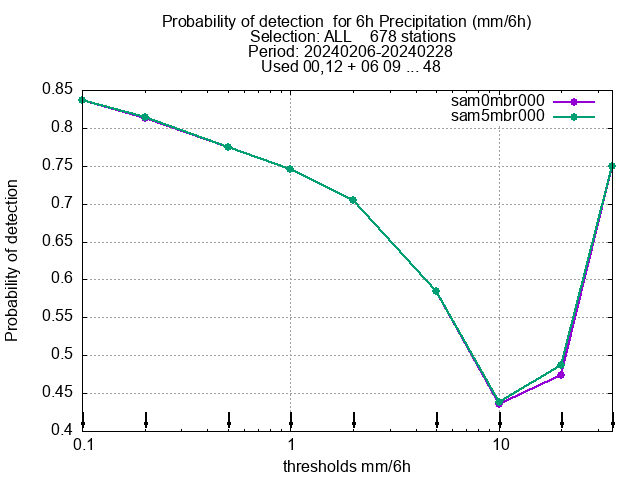 Probability of detection  for 6h Precipitation (mm/6h)
Selection: ALL    678 stations
Period: 20240206-20240228
Used 00,12 + 06 09 ... 48
sam0mbr000
sam5mbr000
Probability of detection
0.85
0.8
0.75
0.7
0.65
0.6
0.55
0.5
0.45
0.4
0.1
1
10
thresholds mm/6h